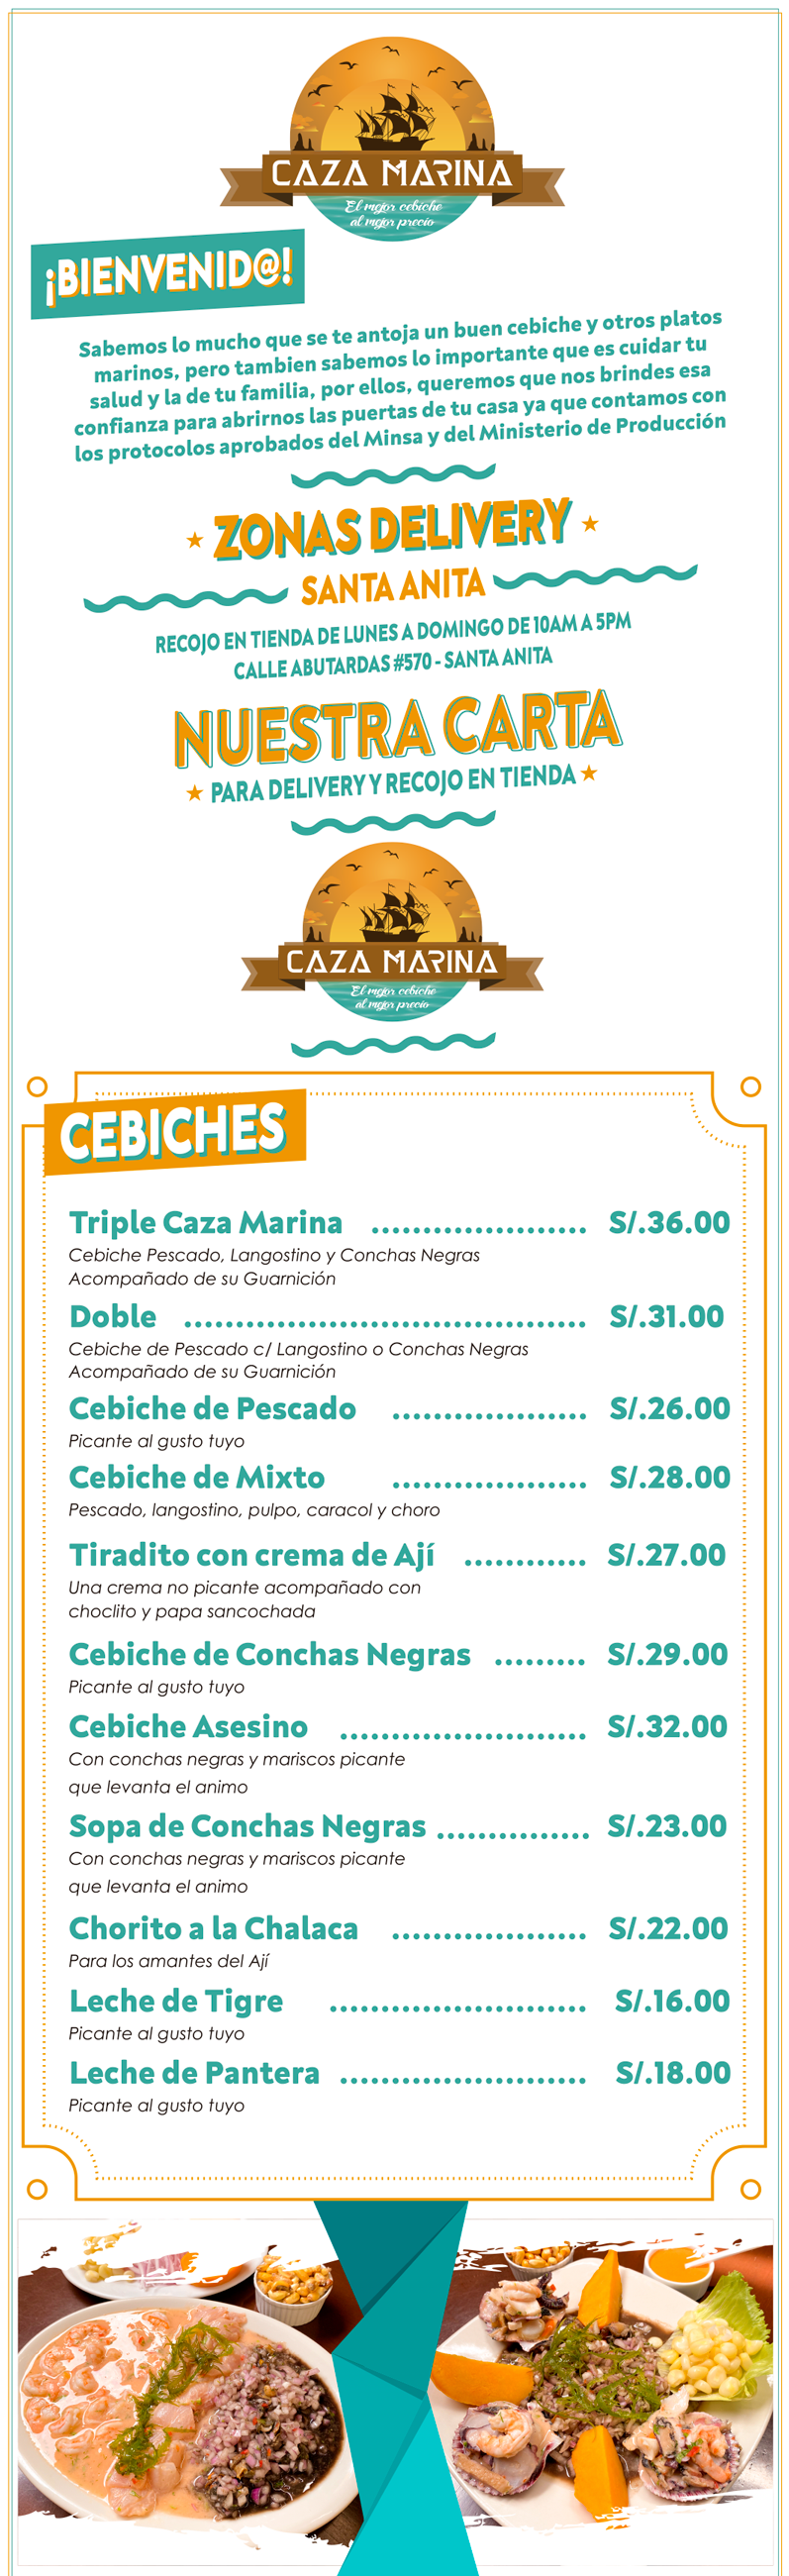 CAZA MARINA
El mejor cebiche
al mejor precio
¡BIENVENID@!
Sabemos lo mucho que se te antoja un buen cebiche y otros platos
marinos, pero tambien sabemos lo importante que es cuidar tu
salud y la de tu familia, por ellos, queremos que nos brindes esa
confianza para abrirnos las puertas de tu casa ya que contamos con
los protocolos aprobados del Minsa y del Ministerio de Producción
ZONAS DELIVERY
SANTA ANITA
RECOJO EN TIENDA DE LUNES A DOMINGO DE 10AM A 5PM
CALLE ABUTARDAS #570 - SANTA ANITA
NUESTRA CARTA
PARA DELIVERY Y RECOJO EN TIENDA
CAZA MARINA
El mejor cebiche
al mejor precio
CEBICHES
Triple Caza Marina ..................... S/.36.00
Cebiche Pescado, Langostino y Conchas Negras
Acompañado de su Guarnición
Doble ....................................... S/.31.00
Cebiche de Pescado c/ Langostino o Conchas Negras
Acompañado de su Guarnición
Cebiche de Pescado ................... S/.26.00
Picante al gusto tuyo
Cebiche de Mixto ................... S/.28.00
Pescado, langostino, pulpo, caracol y choro
Tiradito con crema de Ají ............ S/.27.00
Una crema no picante acompañado con
choclito y papa sancochada
Cebiche de Conchas Negras ......... S/.29.00
Picante al gusto tuyo
Cebiche Asesino ........................ S/.32.00
Con conchas negras y mariscos picante
que levanta el animo
Sopa de Conchas Negras ............... S/.23.00
Con conchas negras y mariscos picante
que levanta el animo
Chorito a la Chalaca ................... S/.22.00
Para los amantes del Ají
Leche de Tigre ......................... S/.16.00
Picante al gusto tuyo
Leche de Pantera ........................ S/.18.00
Picante al gusto tuyo